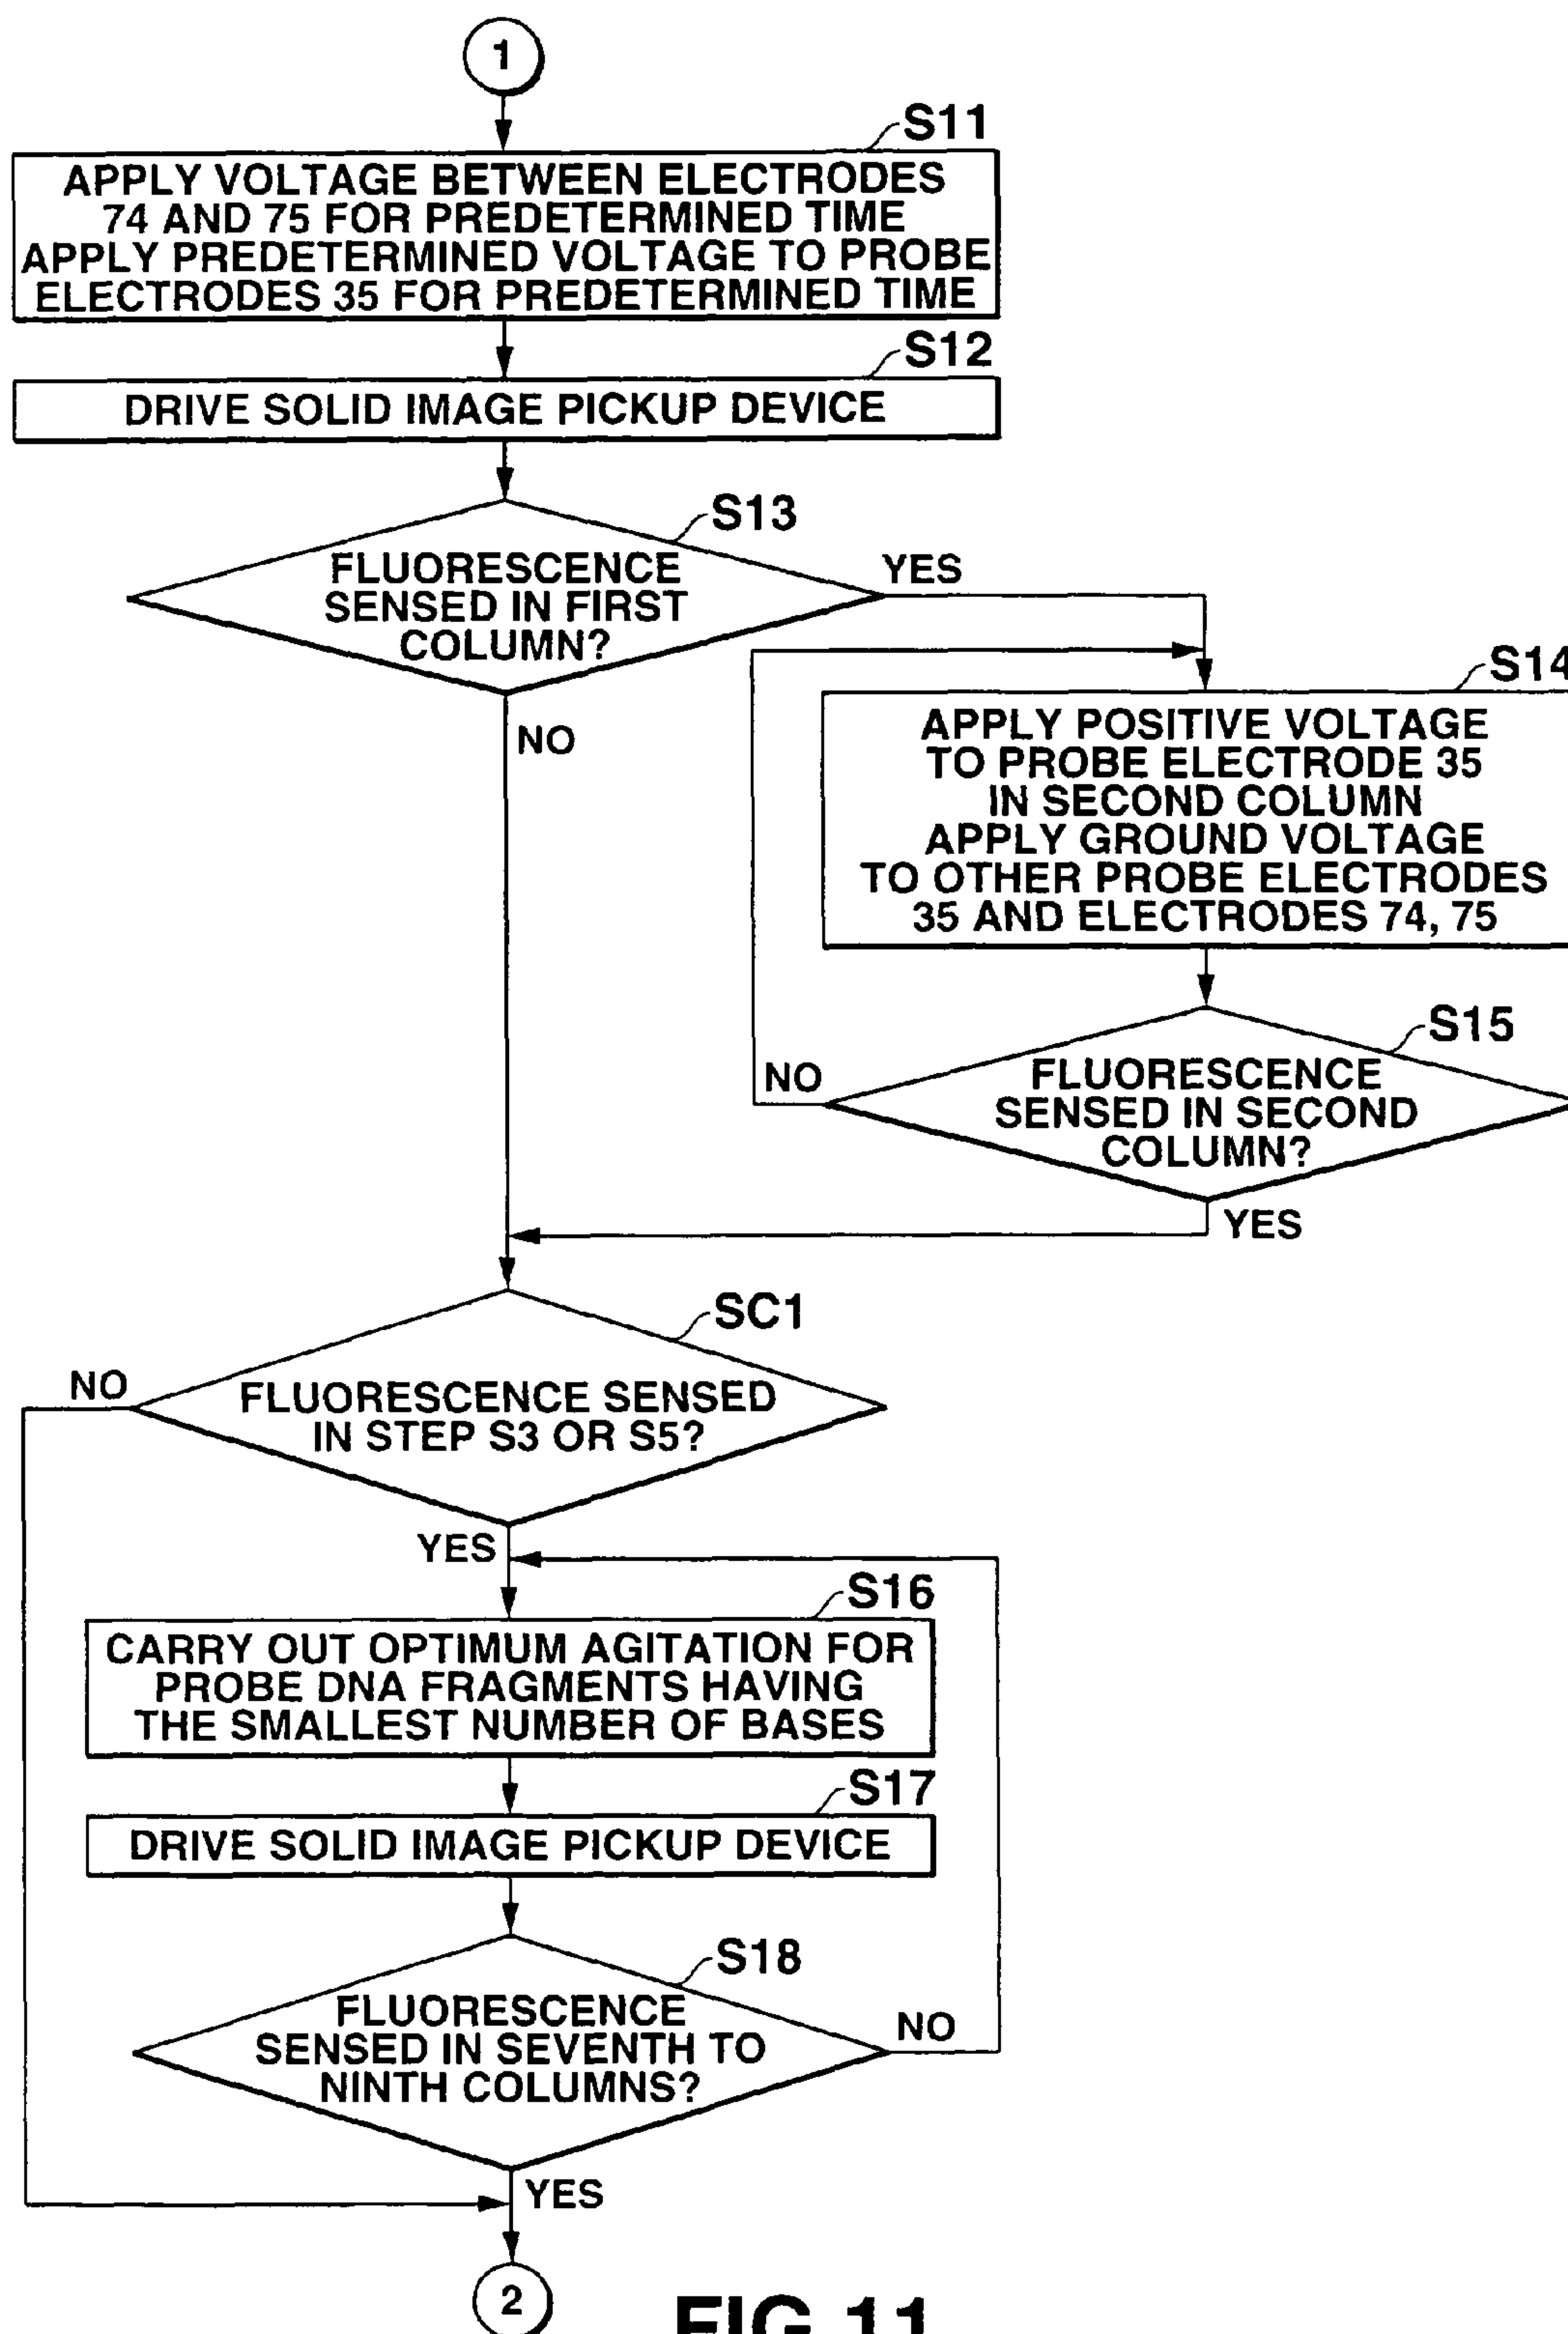 1
S11
APPLY VOLTAGE BETWEEN ELECTRODES
74 AND 75 FOR PREDETERMINED TIME
APPLY PREDETERMINED VOLTAGE TO PROBE
ELECTRODES 35 FOR PREDETERMINED TIME
S12
DRIVE SOLID IMAGE PICKUP DEVICE
S13
FLUORESCENCE
SENSED IN FIRST
COLUMN?
YES
NO
S14
APPLY POSITIVE VOLTAGE
TO PROBE ELECTRODE 35
IN SECOND COLUMN
APPLY GROUND VOLTAGE
TO OTHER PROBE ELECTRODES
35 AND ELECTRODES 74, 75
S15
FLUORESCENCE
SENSED IN SECOND
COLUMN?
NO
YES
SC1
FLUORESCENCE SENSED
IN STEP S3 OR S5?
NO
YES
S16
CARRY OUT OPTIMUM AGITATION FOR
PROBE DNA FRAGMENTS HAVING
THE SMALLEST NUMBER OF BASES
S17
DRIVE SOLID IMAGE PICKUP DEVICE
S18
FLUORESCENCE
SENSED IN SEVENTH TO
NINTH COLUMNS?
NO
YES
2
FIG.11